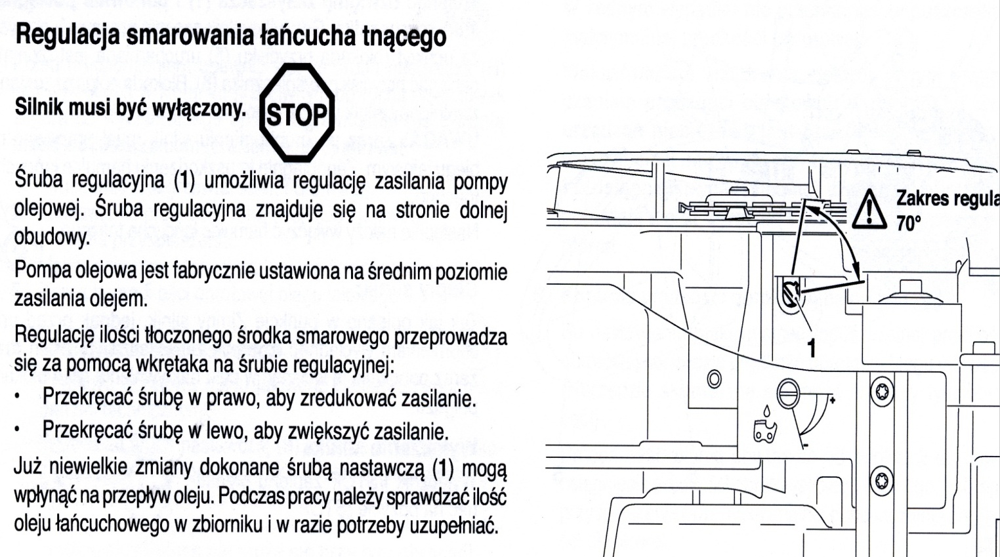 Regulacja smarowania łańcucha tnącego
Silnik musi być wyłączony.
STOP
Śruba regulacyjna (1) umożliwia regulację zasilania pompy
olejowej. Śruba regulacyjna znajduje się na stronie dolnej
obudowy.
Pompa olejowa jest fabrycznie ustawiona na średnim poziomie
zasilania olejem.
Regulację ilości tłoczonego środka smarowego przeprowadza
się za pomocą wkrętaka na śrubie regulacyjnej:
• Przekręcać śrubę w prawo, aby zredukować zasilanie.
• Przekręcać śrubę w lewo, aby zwiększyć zasilanie.
Już niewielkie zmiany dokonane śrubą nastawczą (1) mogą
wpłynąć na przepływ oleju. Podczas pracy należy sprawdzać ilość
oleju łańcuchowego w zbiorniku i w razie potrzeby uzupełniać.
Zakres regula
70°
1
+
-